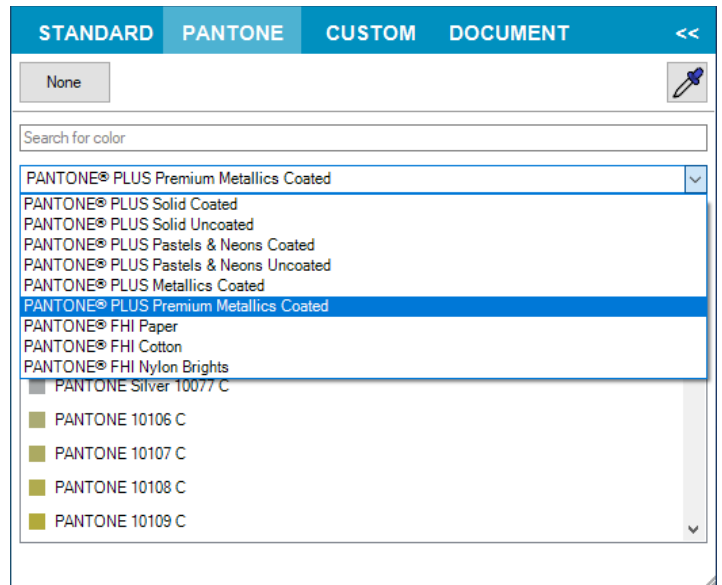 STANDARD PANTONE CUSTOM DOCUMENT <<
None
Search for color
PANTONE® PLUS Premium Metallics Coated
PANTONE® PLUS Solid Coated
PANTONE® PLUS Solid Uncoated
PANTONE® PLUS Pastels & Neons Coated
PANTONE® PLUS Pastels & Neons Uncoated
PANTONE® PLUS Metallics Coated
PANTONE® PLUS Premium Metallics Coated
PANTONE® FHI Paper
PANTONE® FHI Cotton
PANTONE® FHI Nylon Brights
PANTONE Silver 10077 C
PANTONE 10106 C
PANTONE 10107 C
PANTONE 10108 C
PANTONE 10109 C